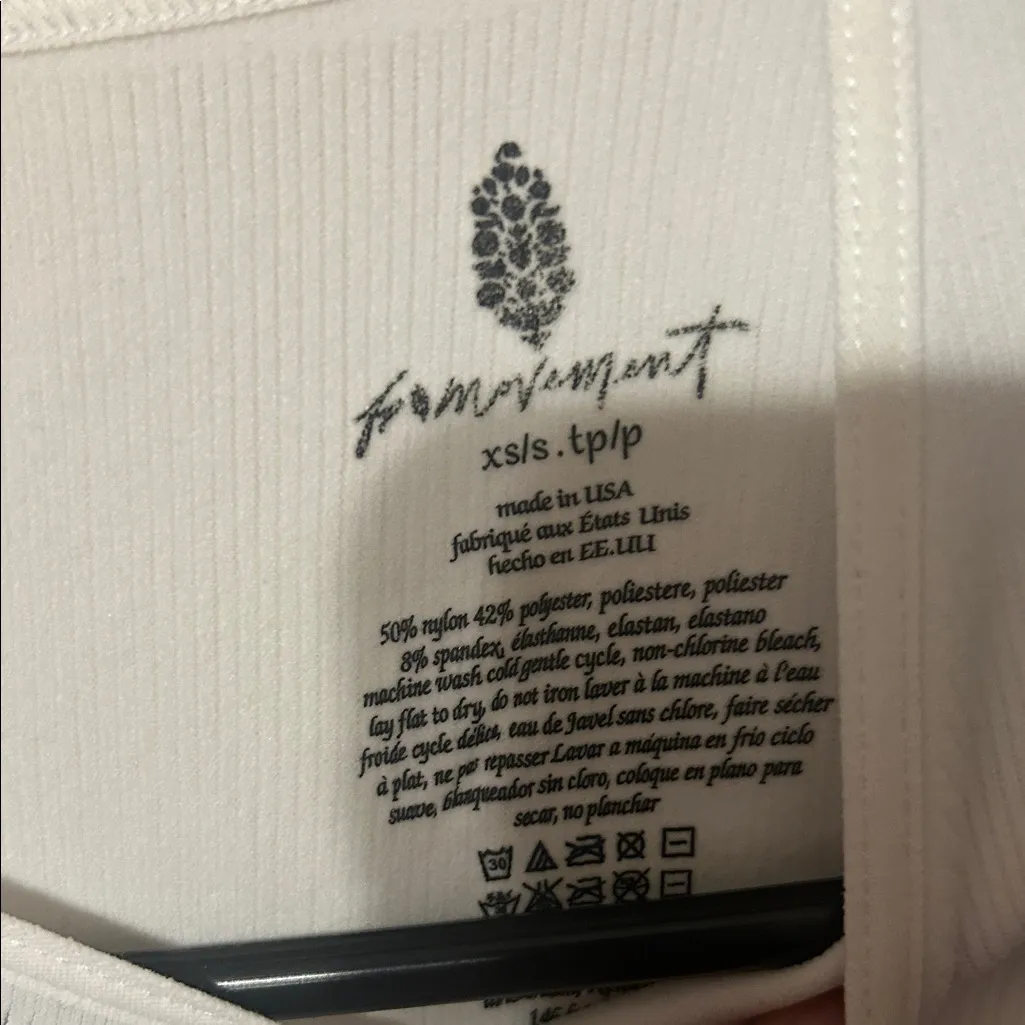 movement
xs/s . tp/p
made in USA
fabriqué aux États Unis
hecho en EE.UU
50% nylon 42% polyester, poliestere, poliester
8% spandex, élasthanne, elastan, elastano
machine wash cold gentle cycle, non-chlorine bleach,
lay flat to dry, do not iron laver à la machine à l'eau
froide cycle délicat, eau de Javel sans chlore, faire sécher
à plat, ne pas repasser Lavar a máquina en frío ciclo
suave, blanqueador sin cloro, coloque en plano para
secar, no planchar
30